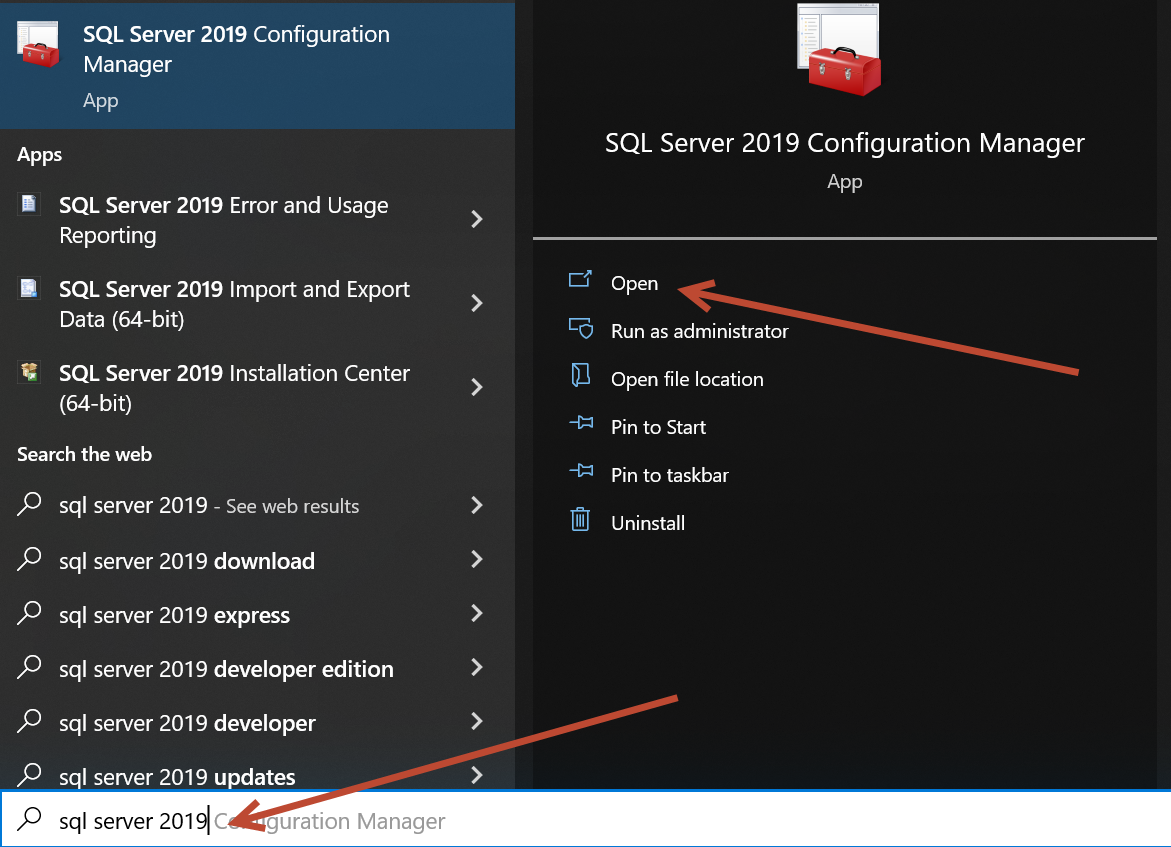 SQL Server 2019 Configuration
Manager
App
Apps
SQL Server 2019 Error and Usage
Reporting
SQL Server 2019 Import and Export
Data (64-bit)
SQL Server 2019 Installation Center
(64-bit)
Search the web
sql server 2019 - See web results
sql server 2019 download
sql server 2019 express
sql server 2019 developer edition
sql server 2019 developer
sql server 2019 updates
sql server 2019 Configuration Manager
SQL Server 2019 Configuration Manager
App
Open
Run as administrator
Open file location
Pin to Start
Pin to taskbar
Uninstall